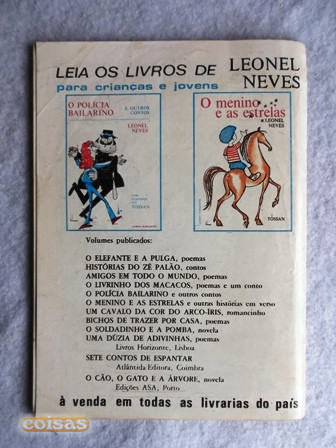 LEIA OS LIVROS DE LEONEL NEVES
para crianças e jovens
O POLÍCIA BAILARINO
E OUTROS CONTOS
LEONEL NEVES
TÓSSAN
O menino e as estrelas
LEONEL NEVES
TÓSSAN
Volumes publicados:
O ELEFANTE E A PULGA, poemas
HISTÓRIAS DO ZÉ PALÃO, contos
AMIGOS EM TODO O MUNDO, poemas
O LIVRINHO DOS MACACOS, poemas e um conto
O POLÍCIA BAILARINO e outros contos
O MENINO E AS ESTRELAS e outras histórias em verso
UM CAVALO DA COR DO ARCO-ÍRIS, romancinho
BICHOS DE TRAZER POR CASA, poemas
O SOLDADINHO E A POMBA, novela
UMA DÚZIA DE ADIVINHAS, poemas
Livros Horizonte, Lisboa
SETE CONTOS DE ESPANTAR
Atlântida Editora, Coimbra
O CÃO, O GATO E A ÁRVORE, novela
Edições ASA, Porto
à venda em todas as livrarias do país
coisas